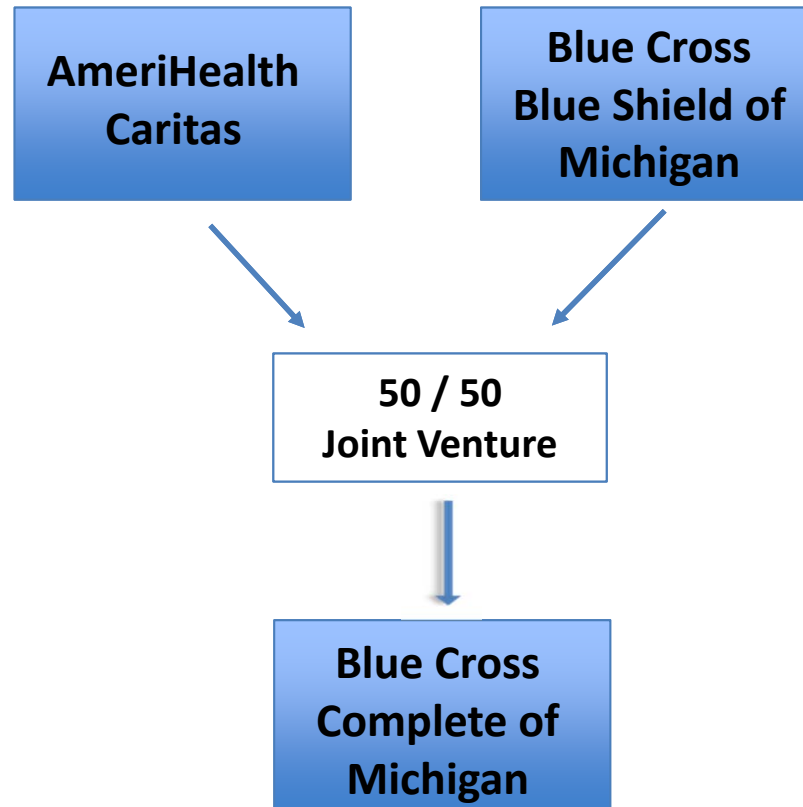 AmeriHealth
Caritas
Blue Cross
Blue Shield of
Michigan
50 / 50
Joint Venture
Blue Cross
Complete of
Michigan